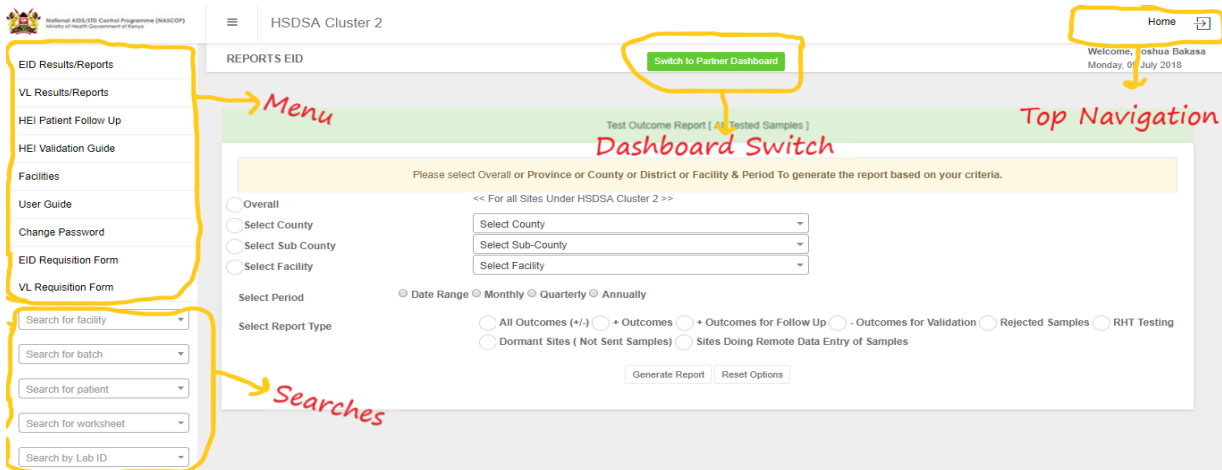 National AIDS/STD Control Programme (NASCOP)
Ministry of Health Government of Kenya
HSDSA Cluster 2
Home
REPORTS EID
Switch to Partner Dashboard
Welcome, Joshua Bakasa
Monday, 09 July 2018
EID Results/Reports
VL Results/Reports
HEI Patient Follow Up
HEI Validation Guide
Facilities
User Guide
Change Password
EID Requisition Form
VL Requisition Form
Search for facility
Search for batch
Search for patient
Search for worksheet
Search by Lab ID
Menu
Searches
Dashboard Switch
Top Navigation
Test Outcome Report [ All Tested Samples ]
Please select Overall or Province or County or District or Facility & Period To generate the report based on your criteria.
Overall << For all Sites Under HSDSA Cluster 2 >>
Select County Select County
Select Sub County Select Sub-County
Select Facility Select Facility
Select Period Date Range Monthly Quarterly Annually
Select Report Type All Outcomes (+/-) + Outcomes + Outcomes for Follow Up - Outcomes for Validation Rejected Samples RHT Testing
Dormant Sites ( Not Sent Samples) Sites Doing Remote Data Entry of Samples
Generate Report Reset Options